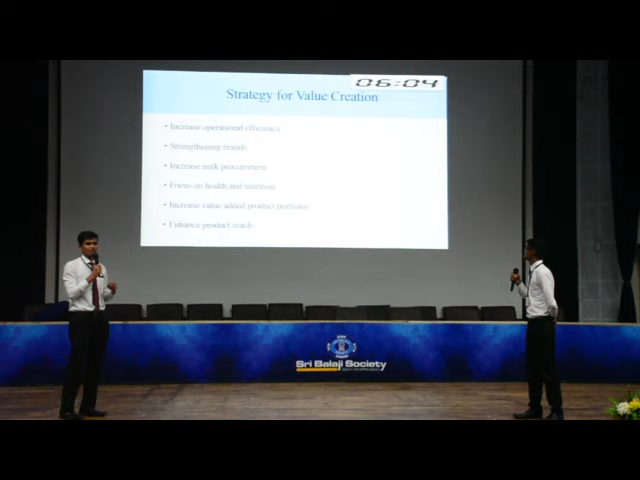 06:04
Strategy for Value Creation
• Increase operational efficiency
• Strengthening brands
• Increase milk procurement
• Focus on health and nutrition
• Increase value added product portfolio
• Enhance product reach
Sri Balaji Society